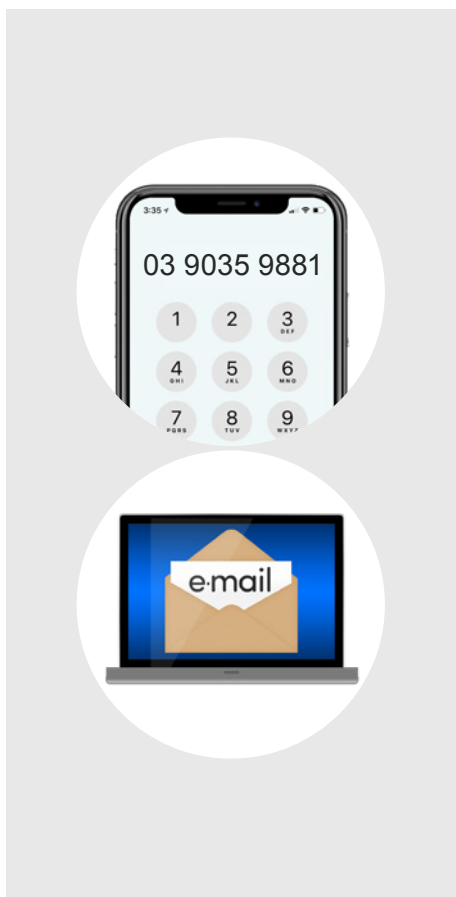 3:35
03 9035 9881
1 2 3
DEF
4 5 6
GHI JKL MNO
7 8 9
PQRS TUV WXYZ
e·mail